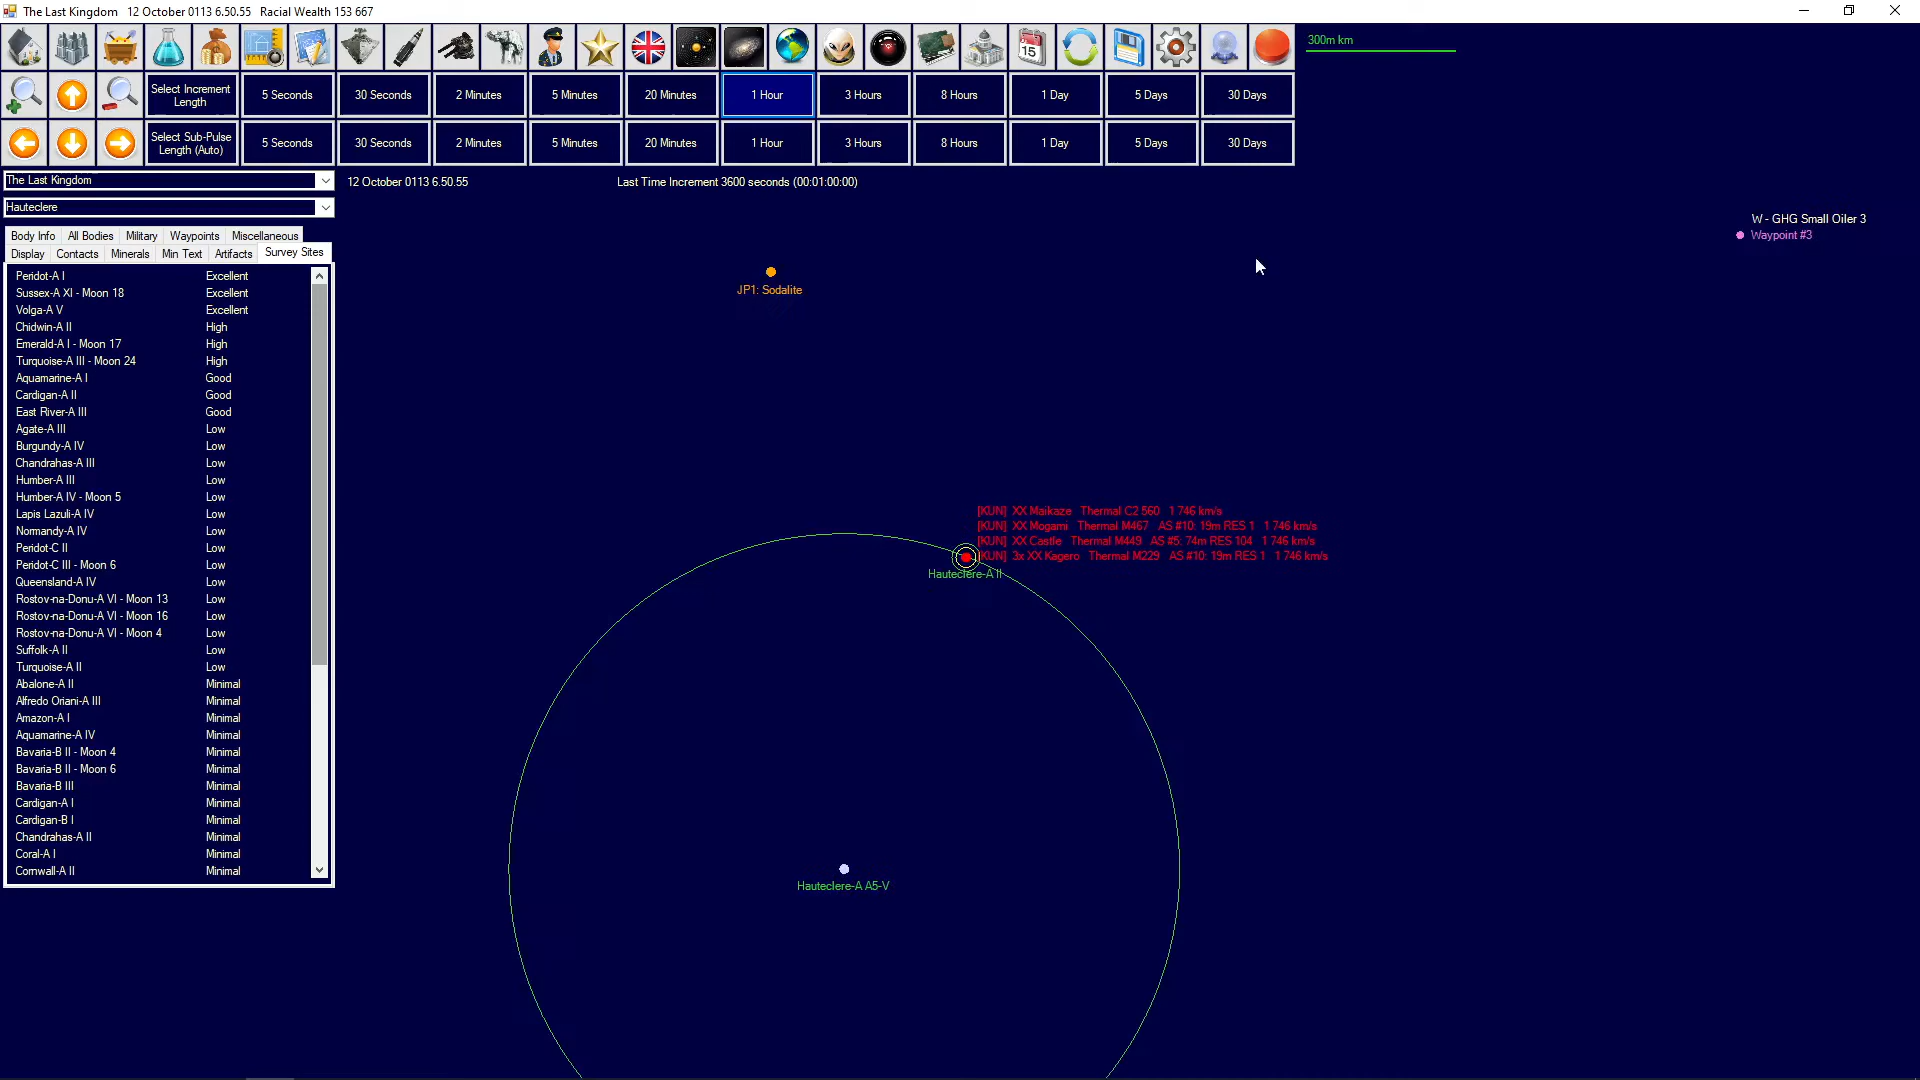 The Last Kingdom   12 October 0113 6.50.55   Racial Wealth 153 667
300m km
Select Increment Length
5 Seconds
30 Seconds
2 Minutes
5 Minutes
20 Minutes
1 Hour
3 Hours
8 Hours
1 Day
5 Days
30 Days
Select Sub-Pulse Length (Auto)
5 Seconds
30 Seconds
2 Minutes
5 Minutes
20 Minutes
1 Hour
3 Hours
8 Hours
1 Day
5 Days
30 Days
The Last Kingdom
12 October 0113 6.50.55
Last Time Increment 3600 seconds (00:01:00:00)
Hauteclere
Body Info   All Bodies   Military   Waypoints   Miscellaneous
Display   Contacts   Minerals   Min Text   Artifacts   Survey Sites
Peridot-A I   Excellent
Sussex-A XI - Moon 18   Excellent
Volga-A V   Excellent
Chidwin-A II   High
Emerald-A I - Moon 17   High
Turquoise-A III - Moon 24   High
Aquamarine-A I   Good
Cardigan-A II   Good
East River-A III   Good
Agate-A III   Low
Burgundy-A IV   Low
Chandrahas-A III   Low
Humber-A III   Low
Humber-A IV - Moon 5   Low
Lapis Lazuli-A IV   Low
Normandy-A IV   Low
Peridot-C II   Low
Peridot-C III - Moon 6   Low
Queensland-A IV   Low
Rostov-na-Donu-A VI - Moon 13   Low
Rostov-na-Donu-A VI - Moon 16   Low
Rostov-na-Donu-A VI - Moon 4   Low
Suffolk-A II   Low
Turquoise-A II   Low
Abalone-A II   Minimal
Alfredo Oriani-A III   Minimal
Amazon-A I   Minimal
Aquamarine-A IV   Minimal
Bavaria-B II - Moon 4   Minimal
Bavaria-B II - Moon 6   Minimal
Bavaria-B III   Minimal
Cardigan-A I   Minimal
Cardigan-B I   Minimal
Chandrahas-A II   Minimal
Coral-A I   Minimal
Cornwall-A II   Minimal
W - GHG Small Oiler 3
Waypoint #3
JP1: Sodalite
[KUN]  XX Maikaze   Thermal C2 560   1 746 km/s
[KUN]  XX Mogami   Thermal M467   AS #10: 19m RES 1   1 746 km/s
[KUN]  XX Castle   Thermal M449   AS #5: 74m RES 104   1 746 km/s
[KUN]  3x XX Kagero   Thermal M229   AS #10: 19m RES 1   1 746 km/s
Hauteclere-A II
Hauteclere-A A5-V
15